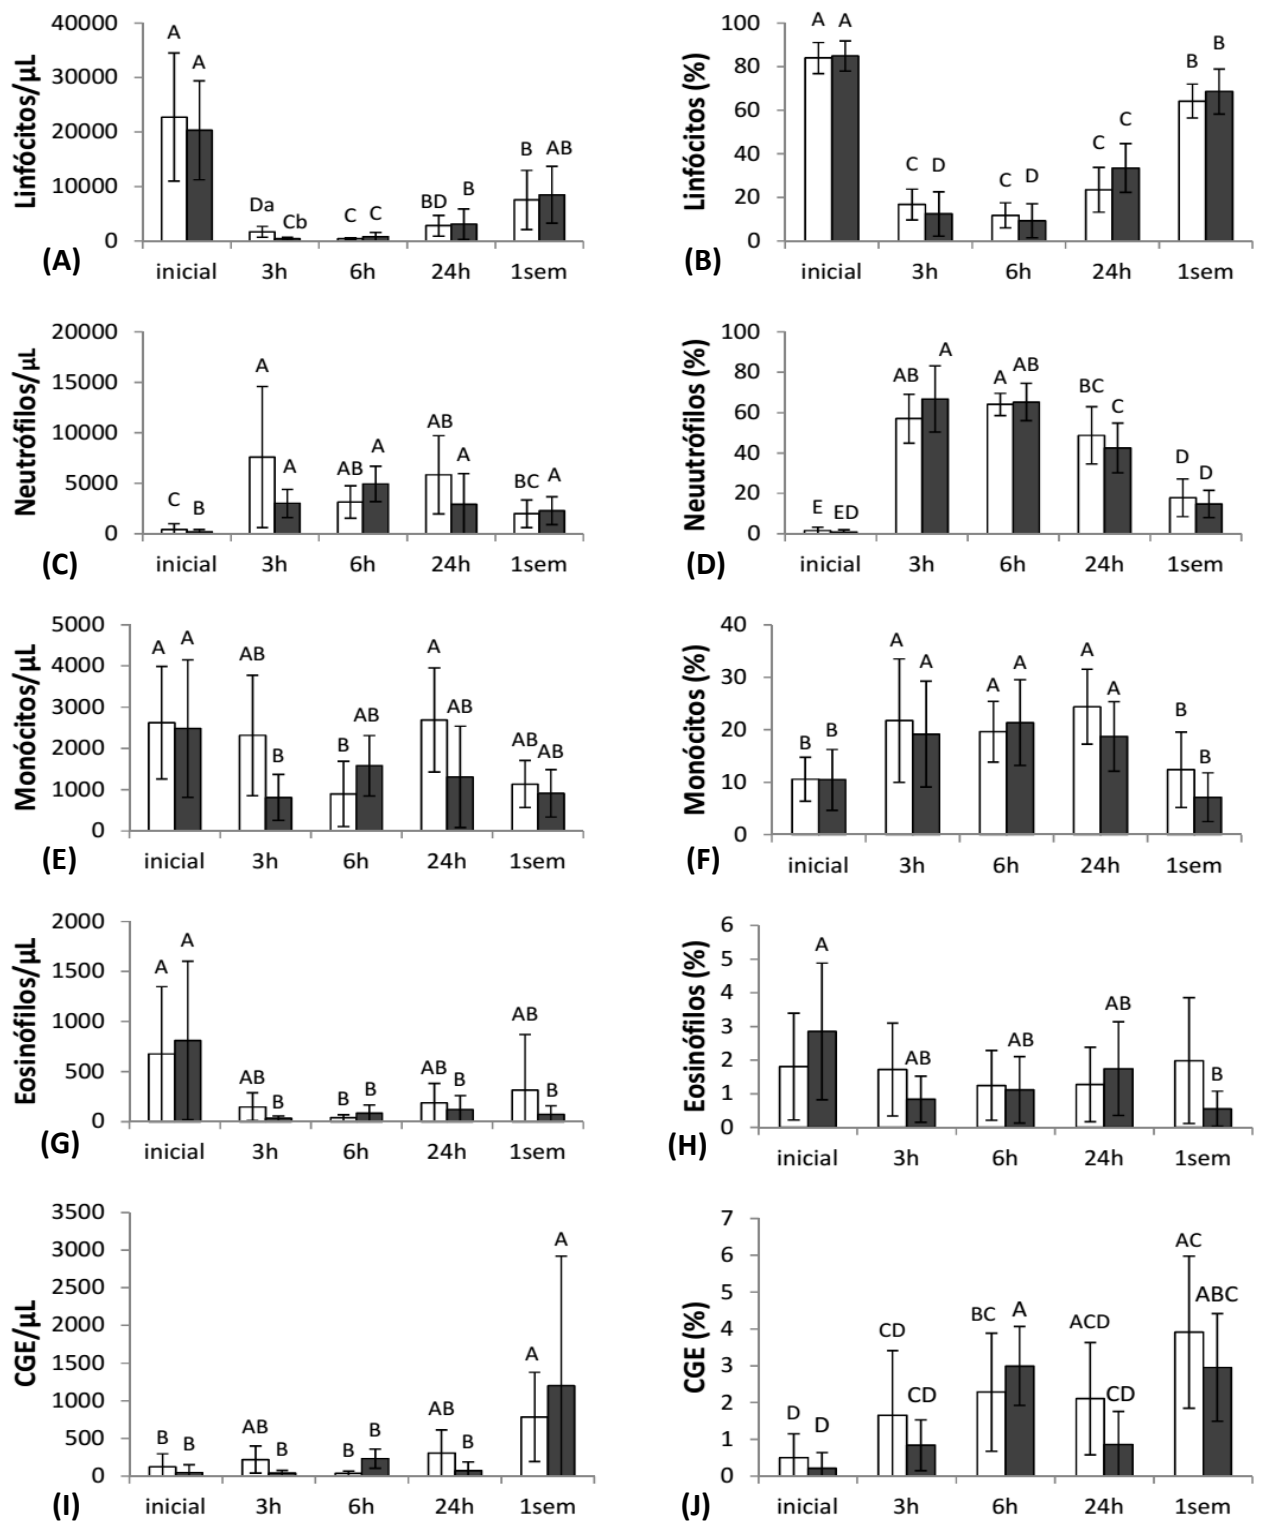 Linfócitos/µL
40000
30000
20000
10000
0
A
A
Da
Cb
C
C
BD
B
B
AB
inicial 3h 6h 24h 1sem
(A)
Linfócitos (%)
100
80
60
40
20
0
A
A
C
D
C
D
C
C
B
B
inicial 3h 6h 24h 1sem
(B)
Neutrófilos/µL
20000
15000
10000
5000
0
C
B
A
A
AB
A
AB
A
BC
A
inicial 3h 6h 24h 1sem
(C)
Neuutrófilos (%)
100
80
60
40
20
0
E
ED
AB
A
A
AB
BC
C
D
D
inicial 3h 6h 24h 1sem
(D)
Monócitos/µL
5000
4000
3000
2000
1000
0
A
A
AB
B
B
AB
A
AB
AB
AB
inicial 3h 6h 24h 1sem
(E)
Monócitos (%)
40
30
20
10
0
B
B
A
A
A
A
A
A
B
B
inicial 3h 6h 24h 1sem
(F)
Eosinófilos/µL
2000
1500
1000
500
0
A
A
AB
B
B
B
AB
B
AB
B
inicial 3h 6h 24h 1sem
(G)
Eosinófilos (%)
6
5
4
3
2
1
0
A
AB
AB
AB
B
inicial 3h 6h 24h 1sem
(H)
CGE/µL
3500
3000
2500
2000
1500
1000
500
0
B
B
AB
B
B
B
AB
B
A
A
inicial 3h 6h 24h 1sem
(I)
CGE (%)
7
6
5
4
3
2
1
0
D
D
CD
CD
BC
A
ACD
CD
AC
ABC
inicial 3h 6h 24h 1sem
(J)